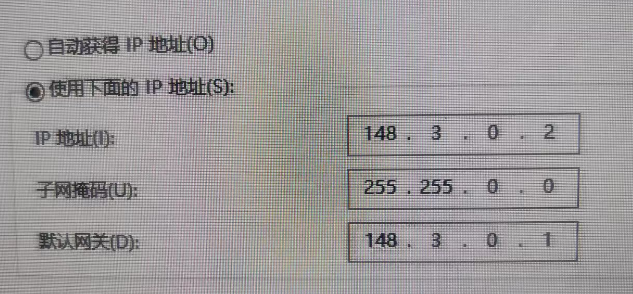 自动获得 IP 地址(O)
使用下面的 IP 地址(S):
IP 地址(I): 148 . 3 . 0 . 2
子网掩码(U): 255 . 255 . 0 . 0
默认网关(D): 148 . 3 . 0 . 1